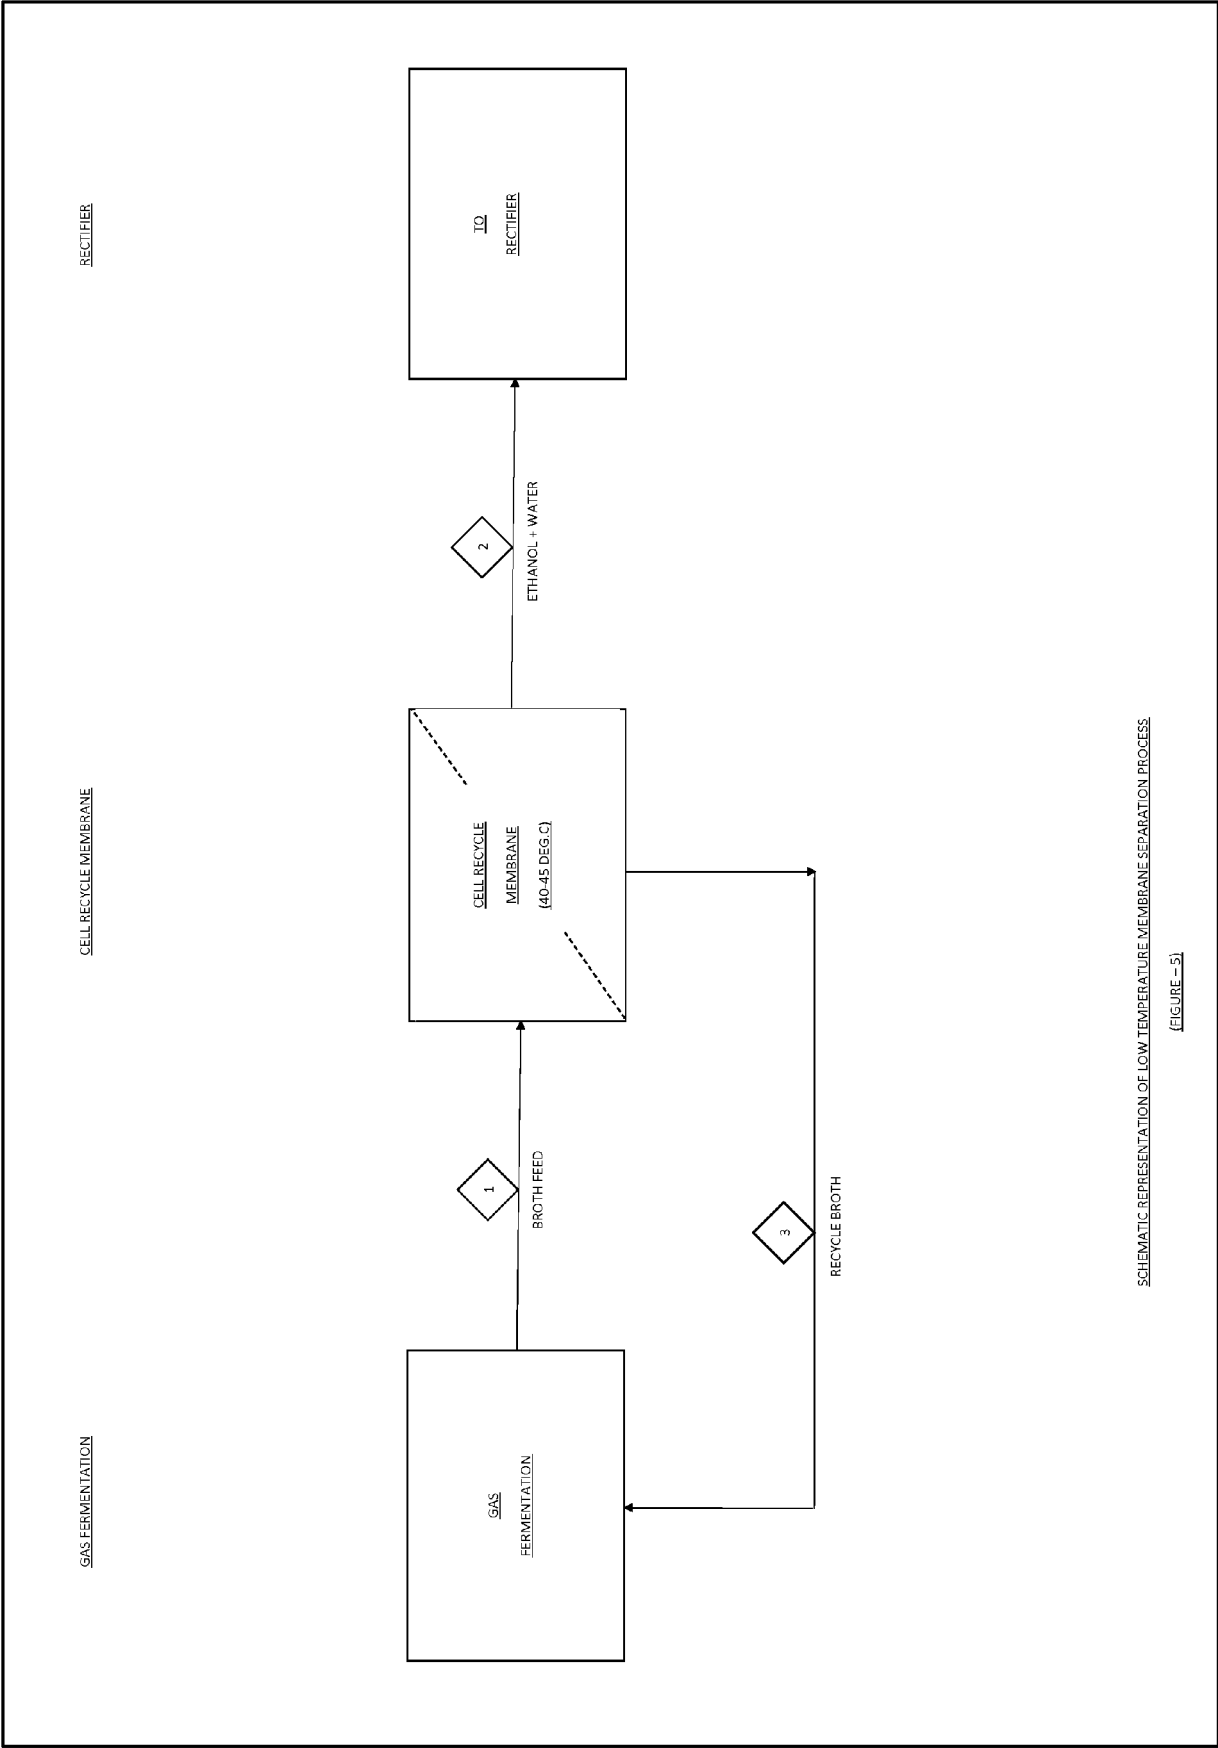 GAS FERMENTATION
CELL RECYCLE MEMBRANE
RECTIFIER
GAS
FERMENTATION
1
BROTH FEED
CELL RECYCLE
MEMBRANE
(40-45 DEG.C)
2
ETHANOL + WATER
TO
RECTIFIER
3
RECYCLE BROTH
SCHEMATIC REPRESENTATION OF LOW TEMPERATURE MEMBRANE SEPARATION PROCESS
(FIGURE – 5)